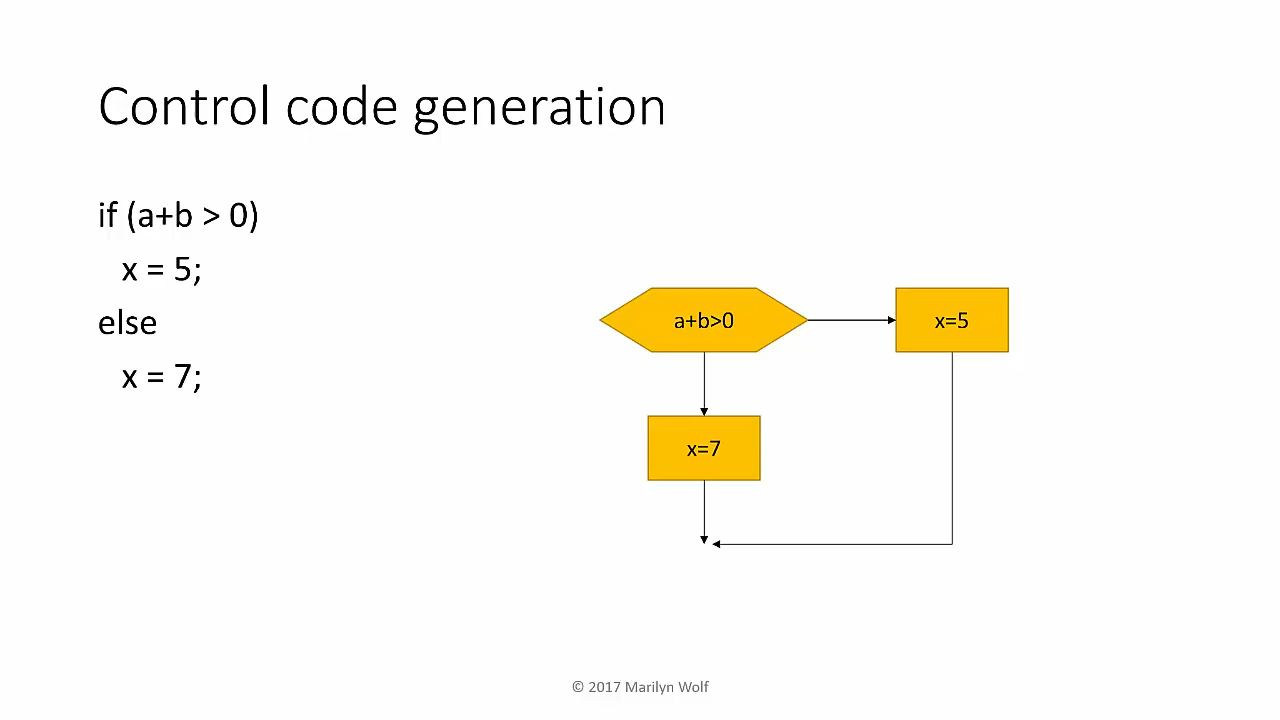 Control code generation
if (a+b > 0)
x = 5;
else
x = 7;
a+b>0
x=5
x=7
© 2017 Marilyn Wolf